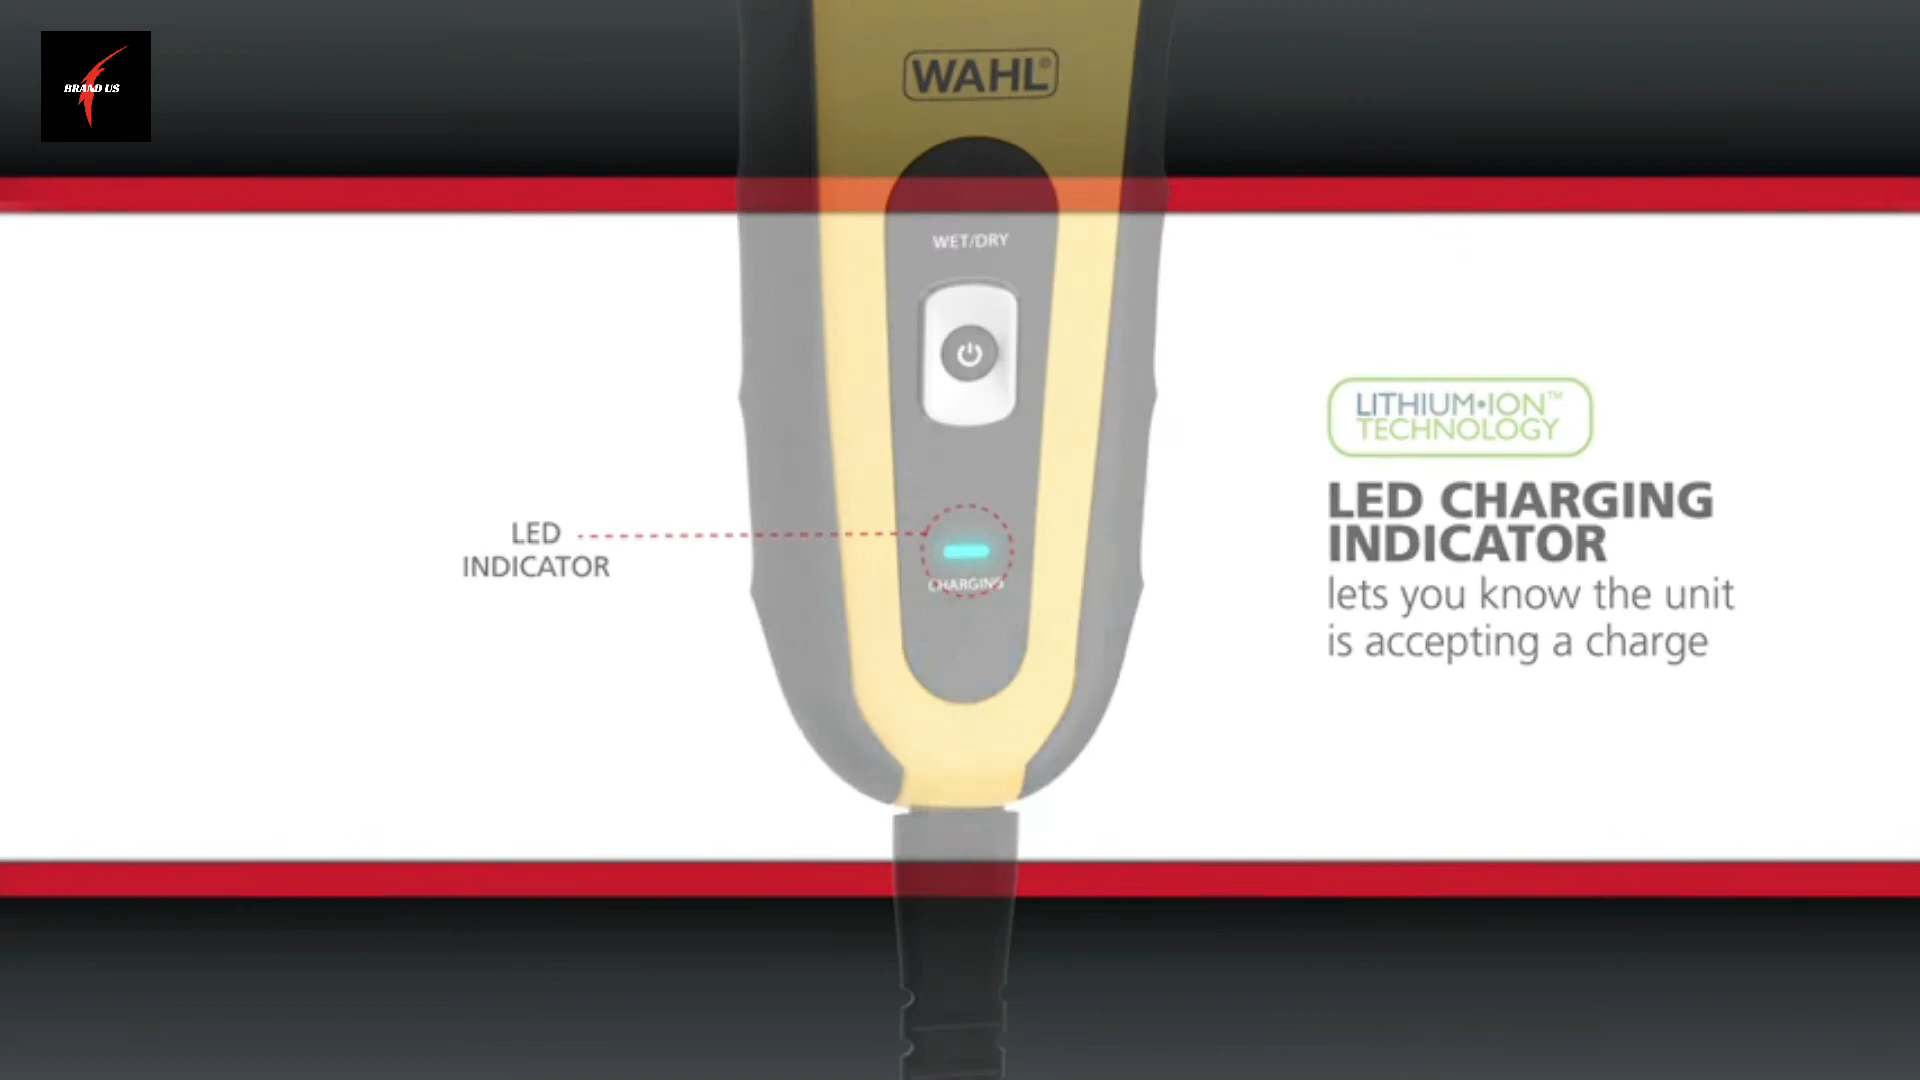 BRAND US
WAHL®
WET/DRY
LED
INDICATOR
CHARGING
LITHIUM•ION™
TECHNOLOGY
LED CHARGING
INDICATOR
lets you know the unit
is accepting a charge